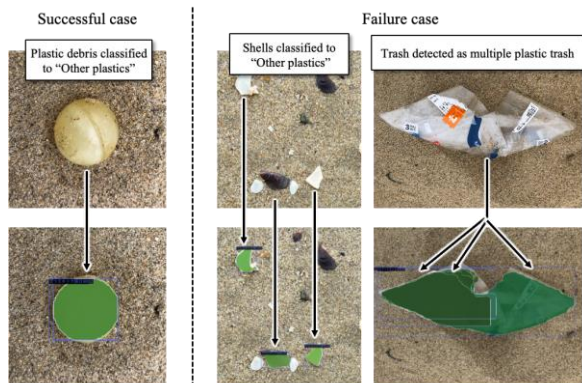 Successful case
Failure case
Plastic debris classified
to “Other plastics”
Shells classified to
“Other plastics”
Trash detected as multiple plastic trash